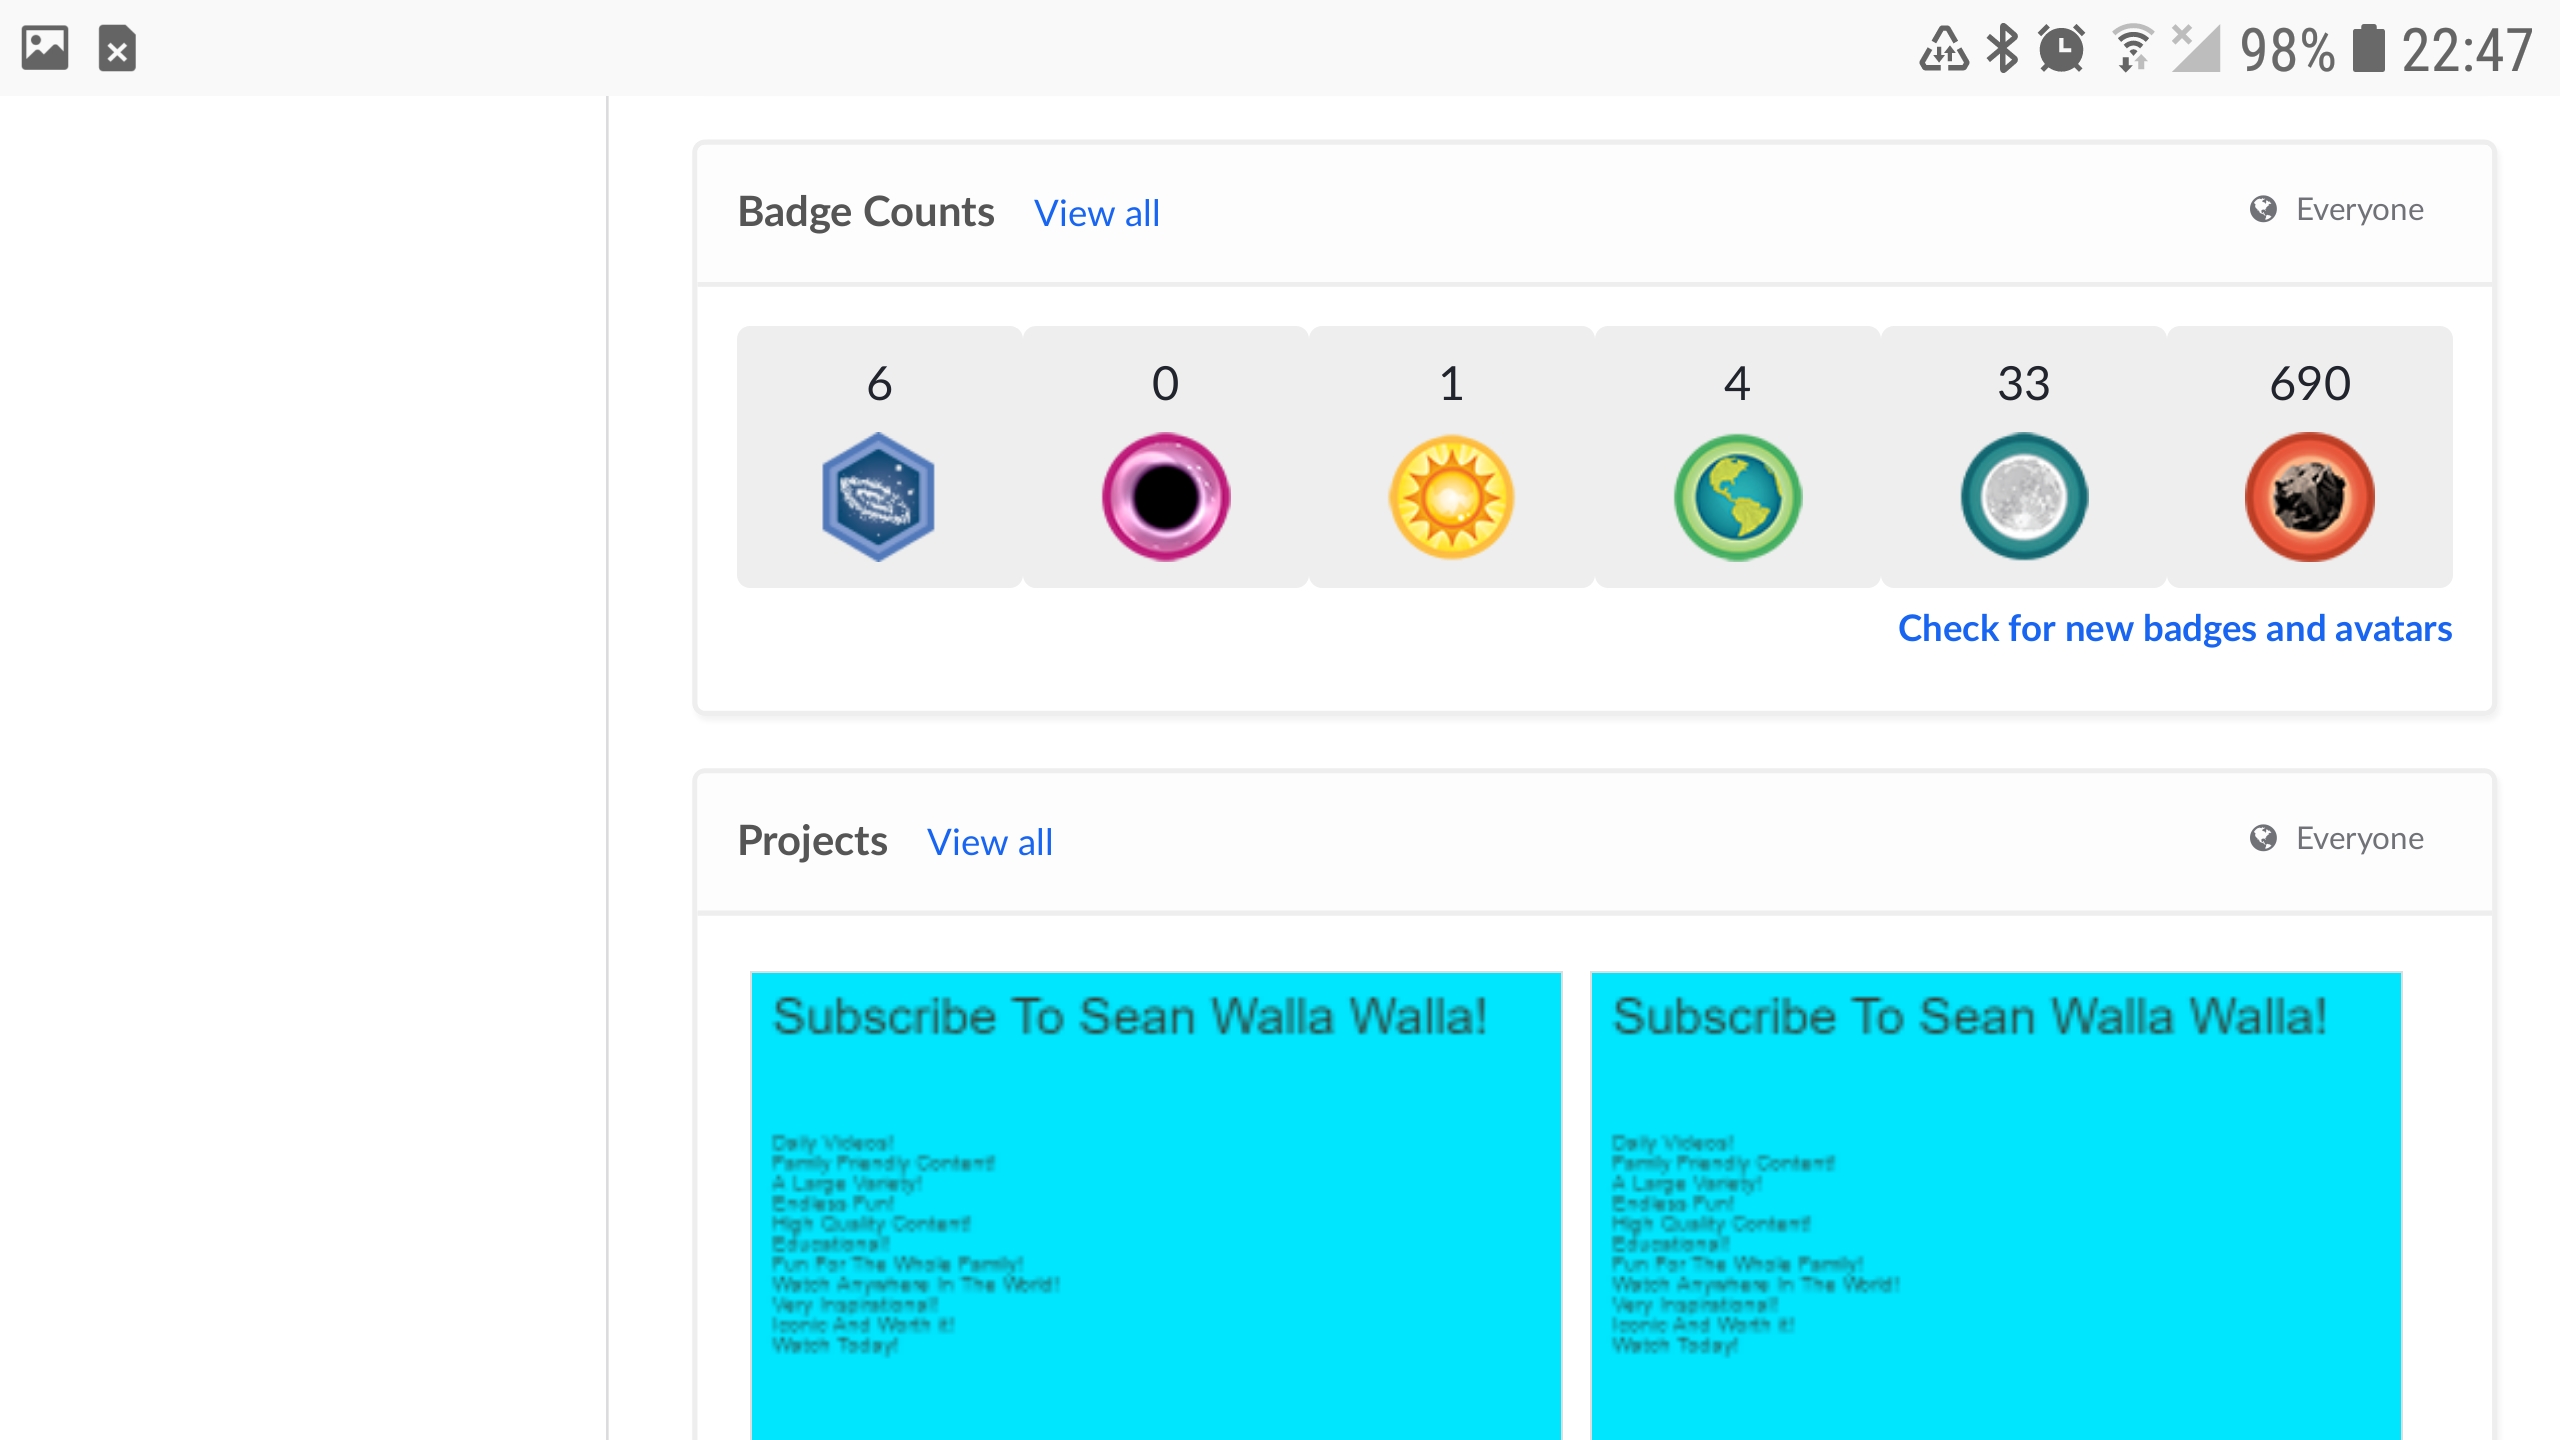 98% 22:47
Badge Counts View all Everyone
6 0 1 4 33 690
Check for new badges and avatars
Projects View all Everyone
Subscribe To Sean Walla Walla! Subscribe To Sean Walla Walla!
Daily Videos! Daily Videos!
Family Friendly Content! Family Friendly Content!
A Large Variety! A Large Variety!
Endless Fun! Endless Fun!
High Quality Content! High Quality Content!
Educational! Educational!
Fun For The Whole Family! Fun For The Whole Family!
Watch Anywhere In The World! Watch Anywhere In The World!
Very Inspirational! Very Inspirational!
Iconic And Worth it! Iconic And Worth it!
Watch Today! Watch Today!